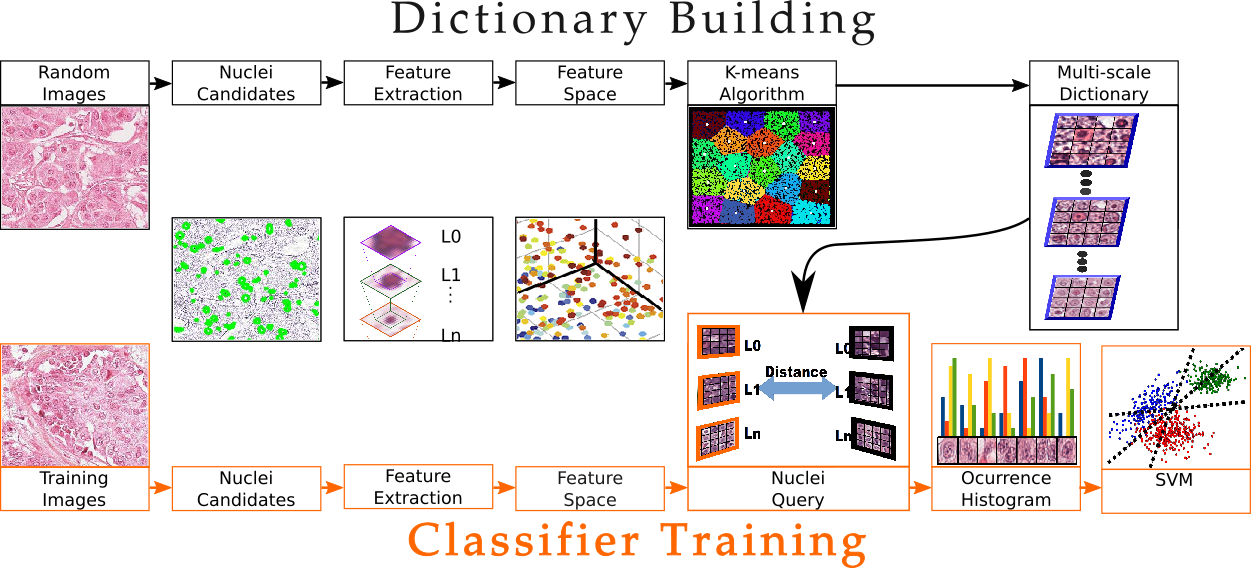 Dictionary Building
Random
Images
Nuclei
Candidates
Feature
Extraction
Feature
Space
K-means
Algorithm
Multi-scale
Dictionary
L0
L1
Ln
L0
L0
Distance
L1
L1
Ln
Ln
Training
Images
Nuclei
Candidates
Feature
Extraction
Feature
Space
Nuclei
Query
Ocurrence
Histogram
SVM
Classifier Training